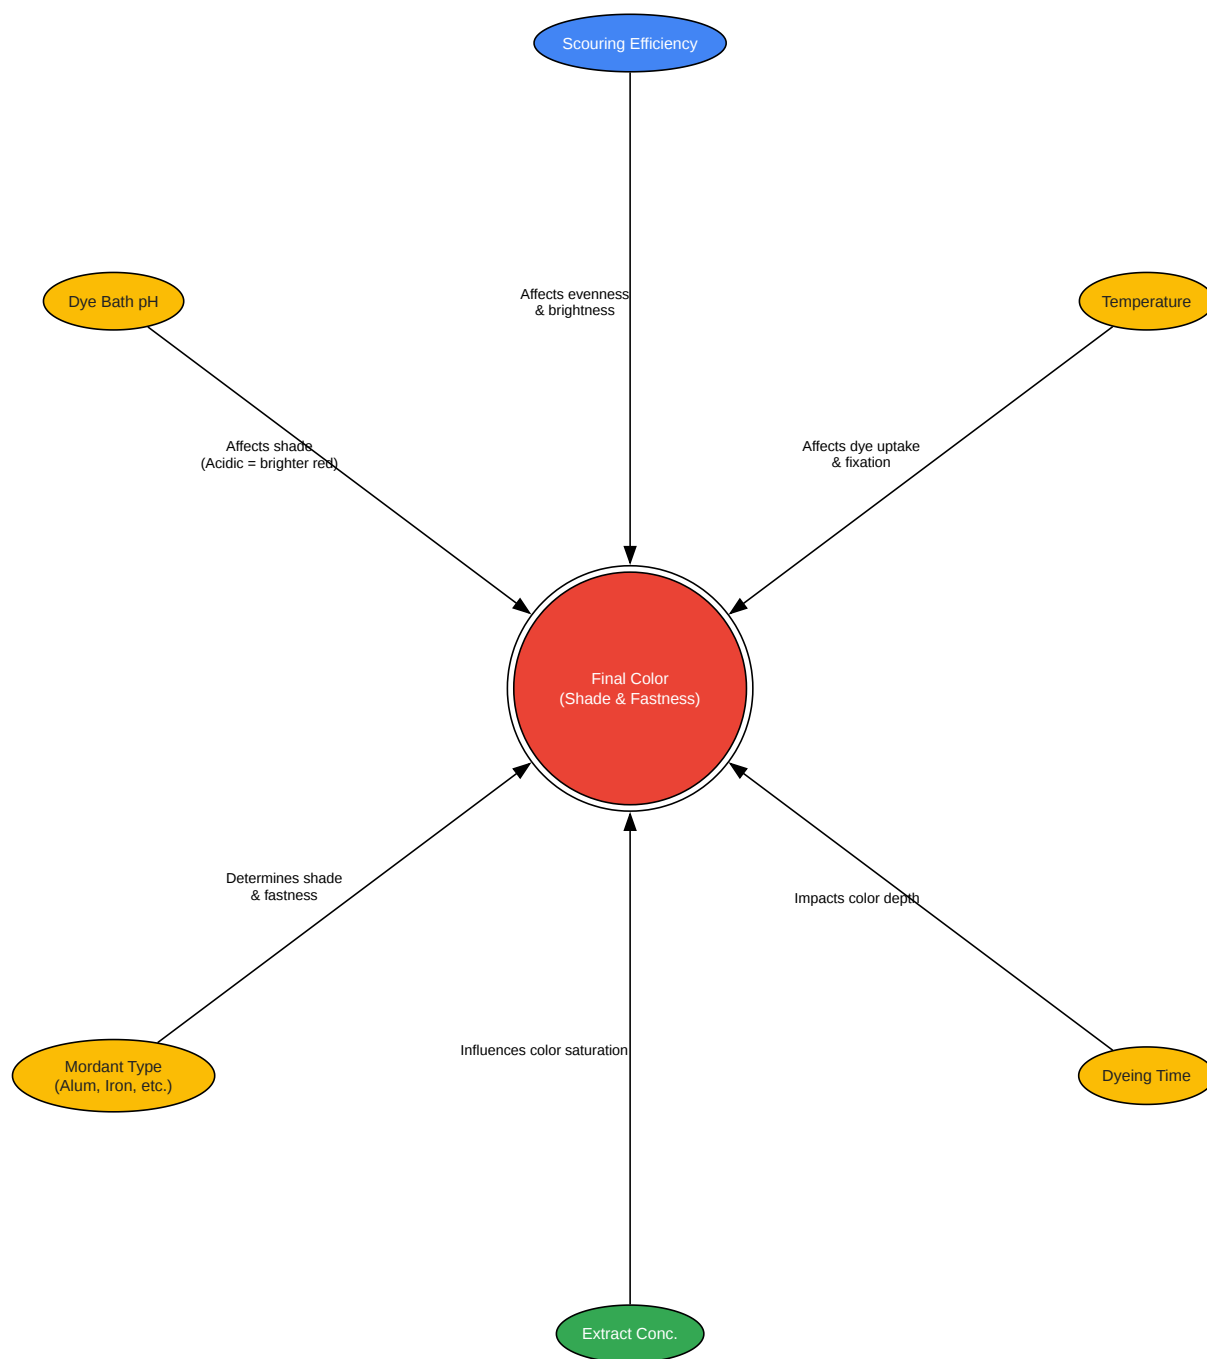 Scouring Efficiency
Dye Bath pH
Temperature
Affects evenness
& brightness
Affects shade
(Acidic = brighter red)
Affects dye uptake
& fixation
Final Color
(Shade & Fastness)
Determines shade
& fastness
Impacts color depth
Influences color saturation
Mordant Type
(Alum, Iron, etc.)
Dyeing Time
Extract Conc.